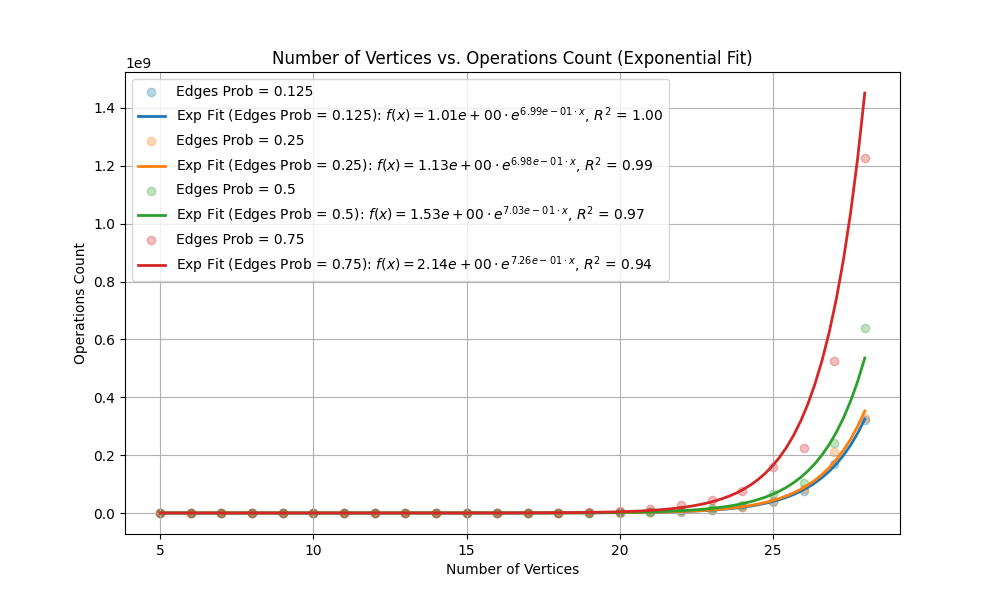 Number of Vertices vs. Operations Count (Exponential Fit)
1e9
Edges Prob = 0.125
Exp Fit (Edges Prob = 0.125): f(x) = 1.01e + 00 · e^{6.99e−01·x}, R² = 1.00
Edges Prob = 0.25
Exp Fit (Edges Prob = 0.25): f(x) = 1.13e + 00 · e^{6.98e−01·x}, R² = 0.99
Edges Prob = 0.5
Exp Fit (Edges Prob = 0.5): f(x) = 1.53e + 00 · e^{7.03e−01·x}, R² = 0.97
Edges Prob = 0.75
Exp Fit (Edges Prob = 0.75): f(x) = 2.14e + 00 · e^{7.26e−01·x}, R² = 0.94
Operations Count
1.4
1.2
1.0
0.8
0.6
0.4
0.2
0.0
5 10 15 20 25
Number of Vertices